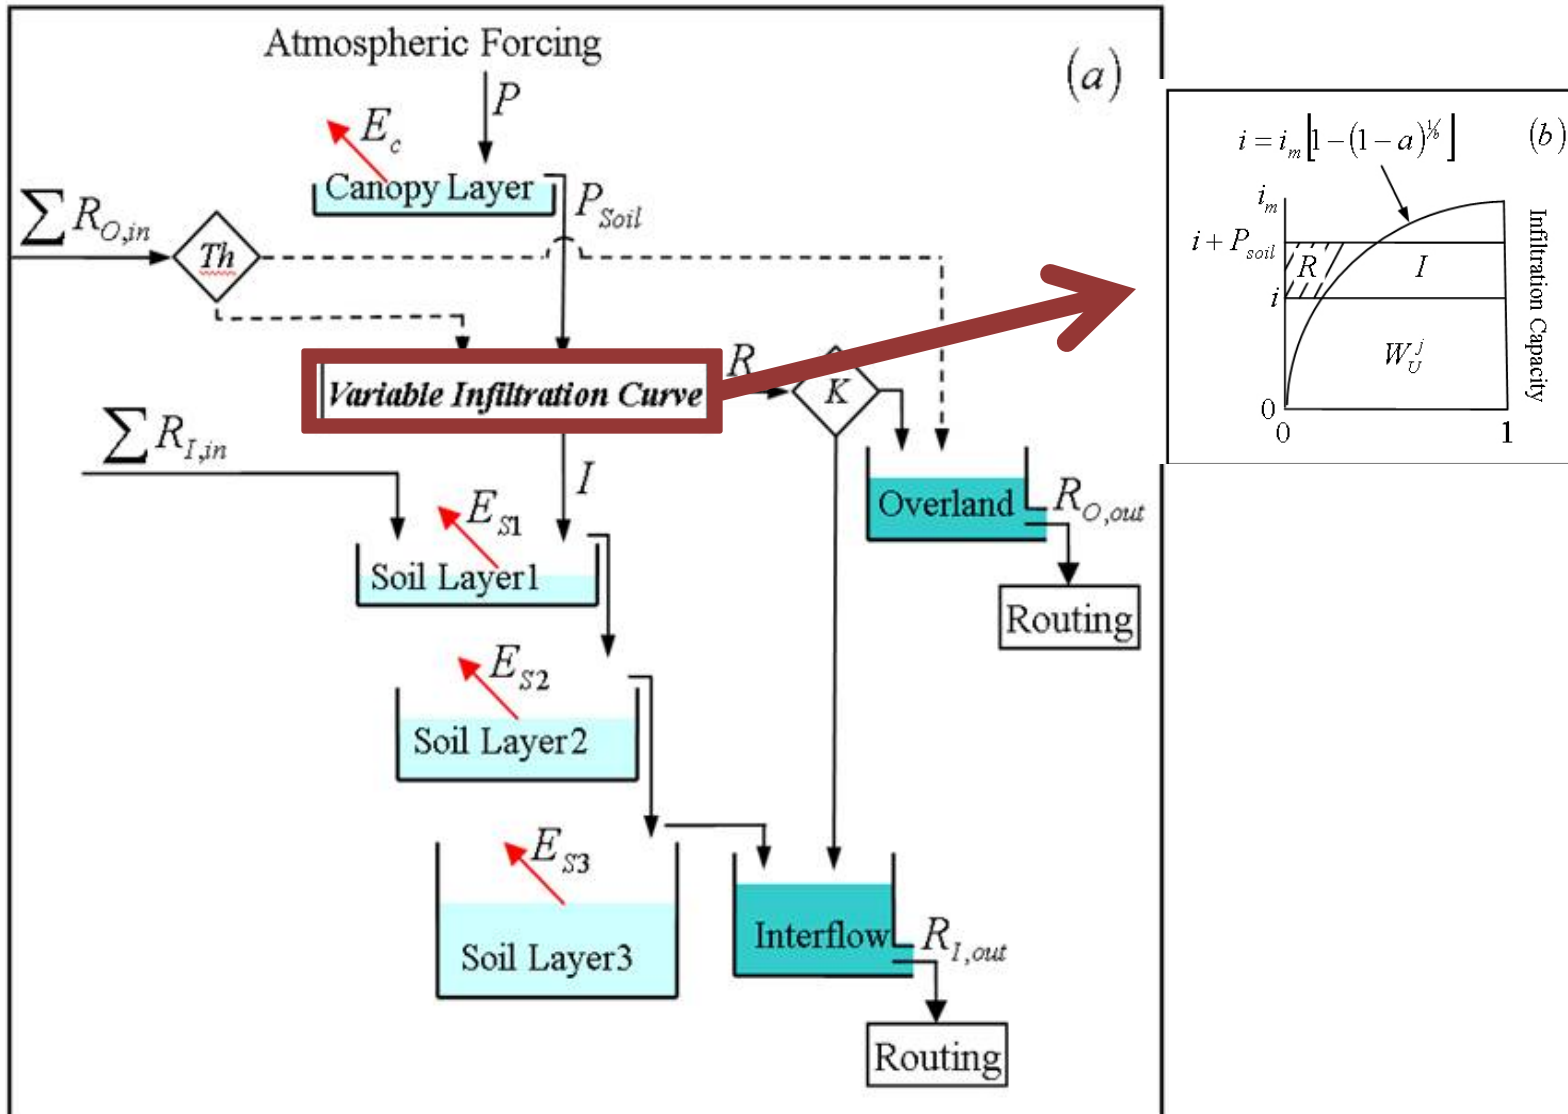 Atmospheric Forcing
(a)
P
E_c
Canopy Layer
P_Soil
∑ R_O,in
Th
Variable Infiltration Curve
R
K
∑ R_I,in
I
E_S1
Soil Layer1
Overland
R_O,out
Routing
E_S2
Soil Layer2
E_S3
Soil Layer3
Interflow
R_I,out
Routing
i = i_m [1 − (1 − a)^(1/b)]
(b)
i_m
i + P_soil
R
I
i
W_U^j
0
0
1
Infiltration Capacity